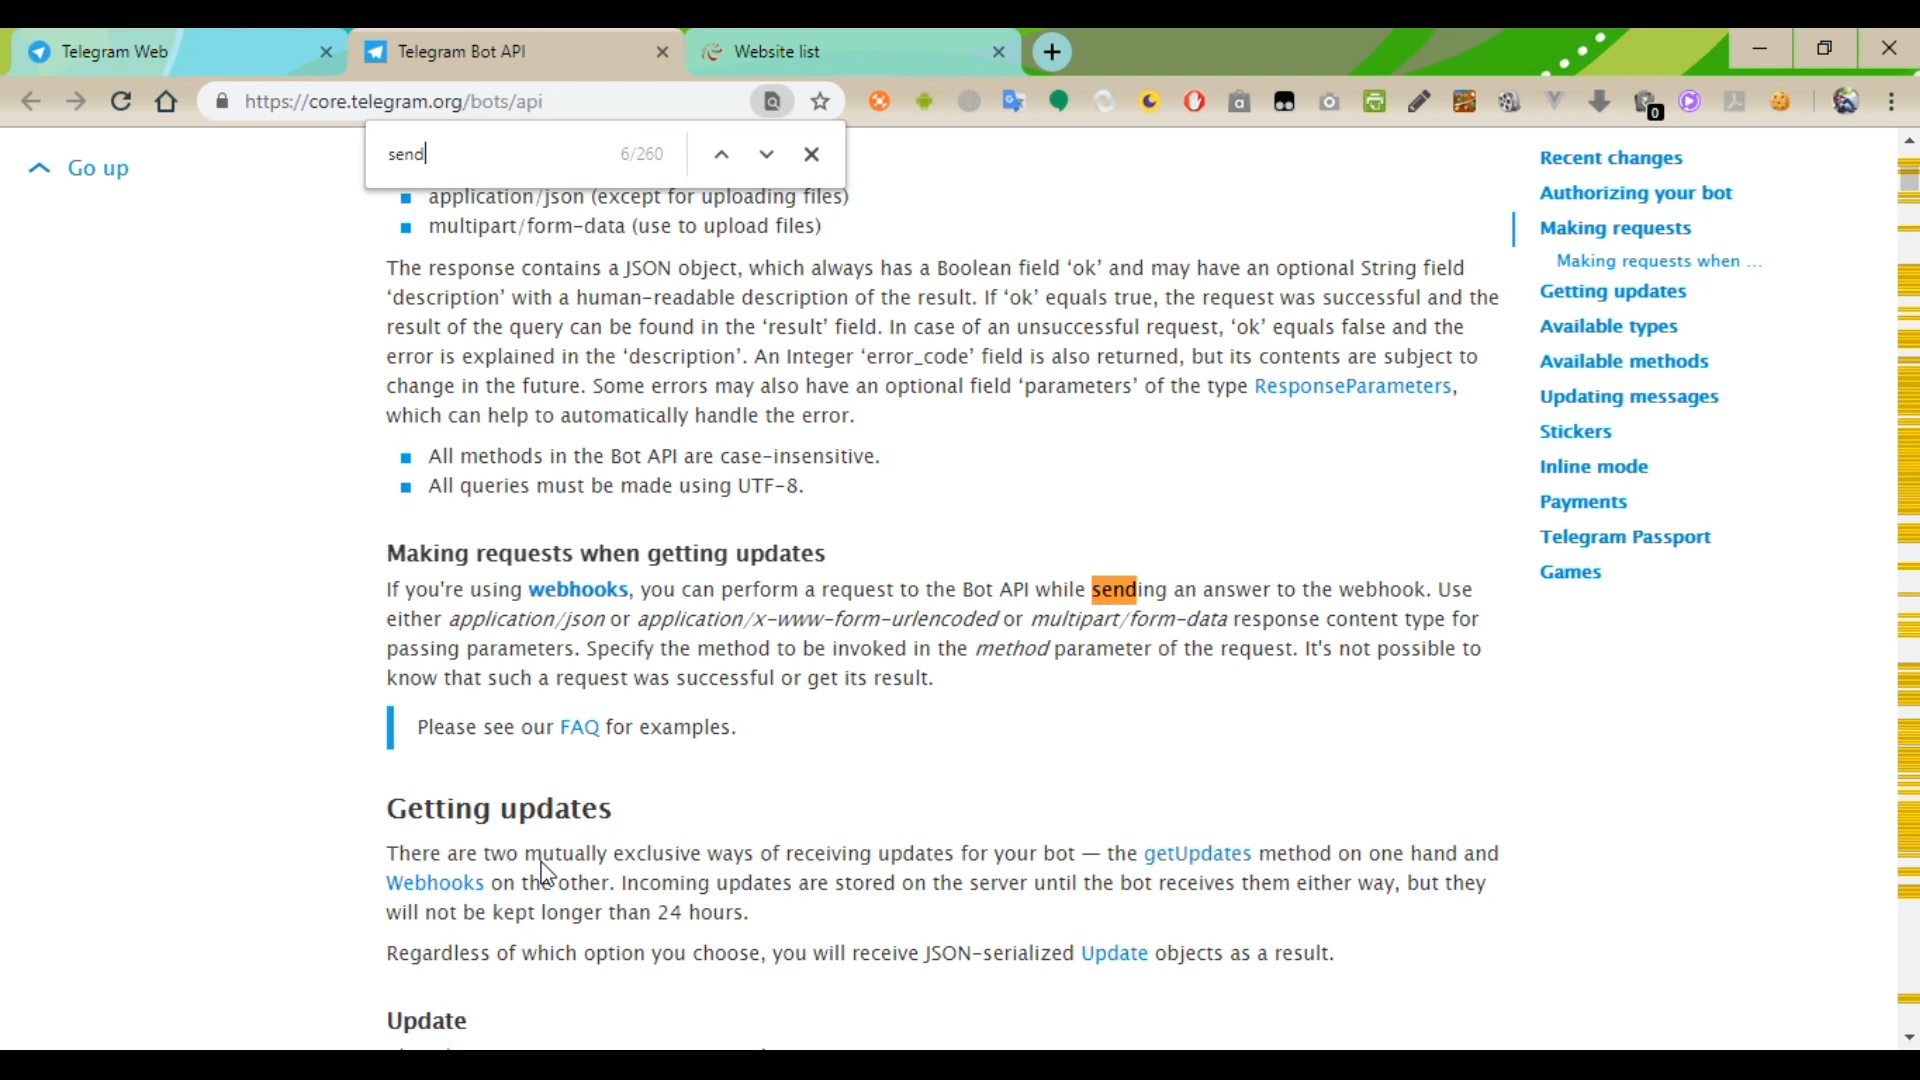 Telegram Web
Telegram Bot API
Website list
https://core.telegram.org/bots/api
0
send 6/260
Go up
application/json (except for uploading files)
multipart/form-data (use to upload files)
The response contains a JSON object, which always has a Boolean field ‘ok’ and may have an optional String field
‘description’ with a human-readable description of the result. If ‘ok’ equals true, the request was successful and the
result of the query can be found in the ‘result’ field. In case of an unsuccessful request, ‘ok’ equals false and the
error is explained in the ‘description’. An Integer ‘error_code’ field is also returned, but its contents are subject to
change in the future. Some errors may also have an optional field ‘parameters’ of the type ResponseParameters,
which can help to automatically handle the error.
All methods in the Bot API are case-insensitive.
All queries must be made using UTF-8.
Making requests when getting updates
If you're using webhooks, you can perform a request to the Bot API while sending an answer to the webhook. Use
either application/json or application/x-www-form-urlencoded or multipart/form-data response content type for
passing parameters. Specify the method to be invoked in the method parameter of the request. It's not possible to
know that such a request was successful or get its result.
Please see our FAQ for examples.
Getting updates
There are two mutually exclusive ways of receiving updates for your bot — the getUpdates method on one hand and
Webhooks on the other. Incoming updates are stored on the server until the bot receives them either way, but they
will not be kept longer than 24 hours.
Regardless of which option you choose, you will receive JSON-serialized Update objects as a result.
Update
Recent changes
Authorizing your bot
Making requests
Making requests when ...
Getting updates
Available types
Available methods
Updating messages
Stickers
Inline mode
Payments
Telegram Passport
Games